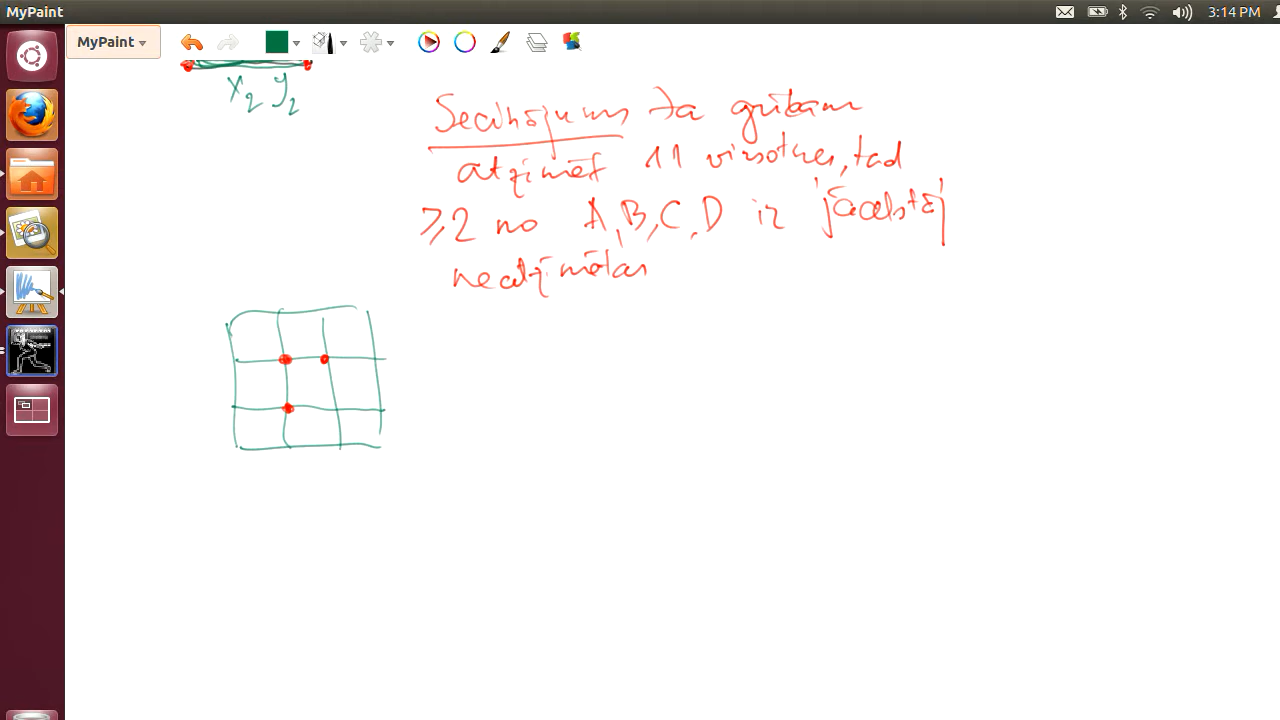 MyPaint
3:14 PM
MyPaint
x₂ y₂
Secinājums Ja gribam
atzīmēt 11 virsotnes, tad
≥2 no A, B, C, D ir jāatstāj
neatzīmētas